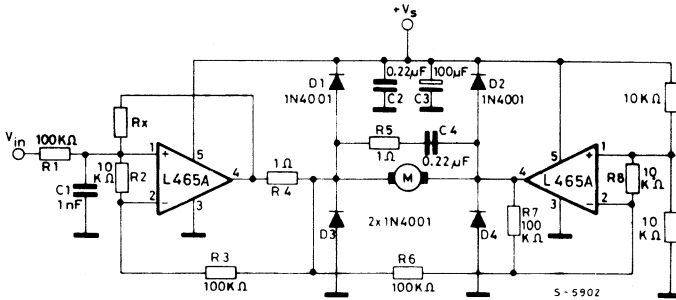 +Vs
D1
1N4001
0.22µF
C2
100µF
C3
D2
1N4001
Rx
10KΩ
Vin
100KΩ
R1
R5
1Ω
C4
0.22µF
1
+
5
L465A
4
2
-
3
10
KΩ
R2
C1
1nF
1Ω
R4
M
4
5
1
+
L465A
3
-
2
R8
10
KΩ
10
KΩ
D3
2x1N4001
D4
R7
100
KΩ
R3
100KΩ
R6
100KΩ
S-5902